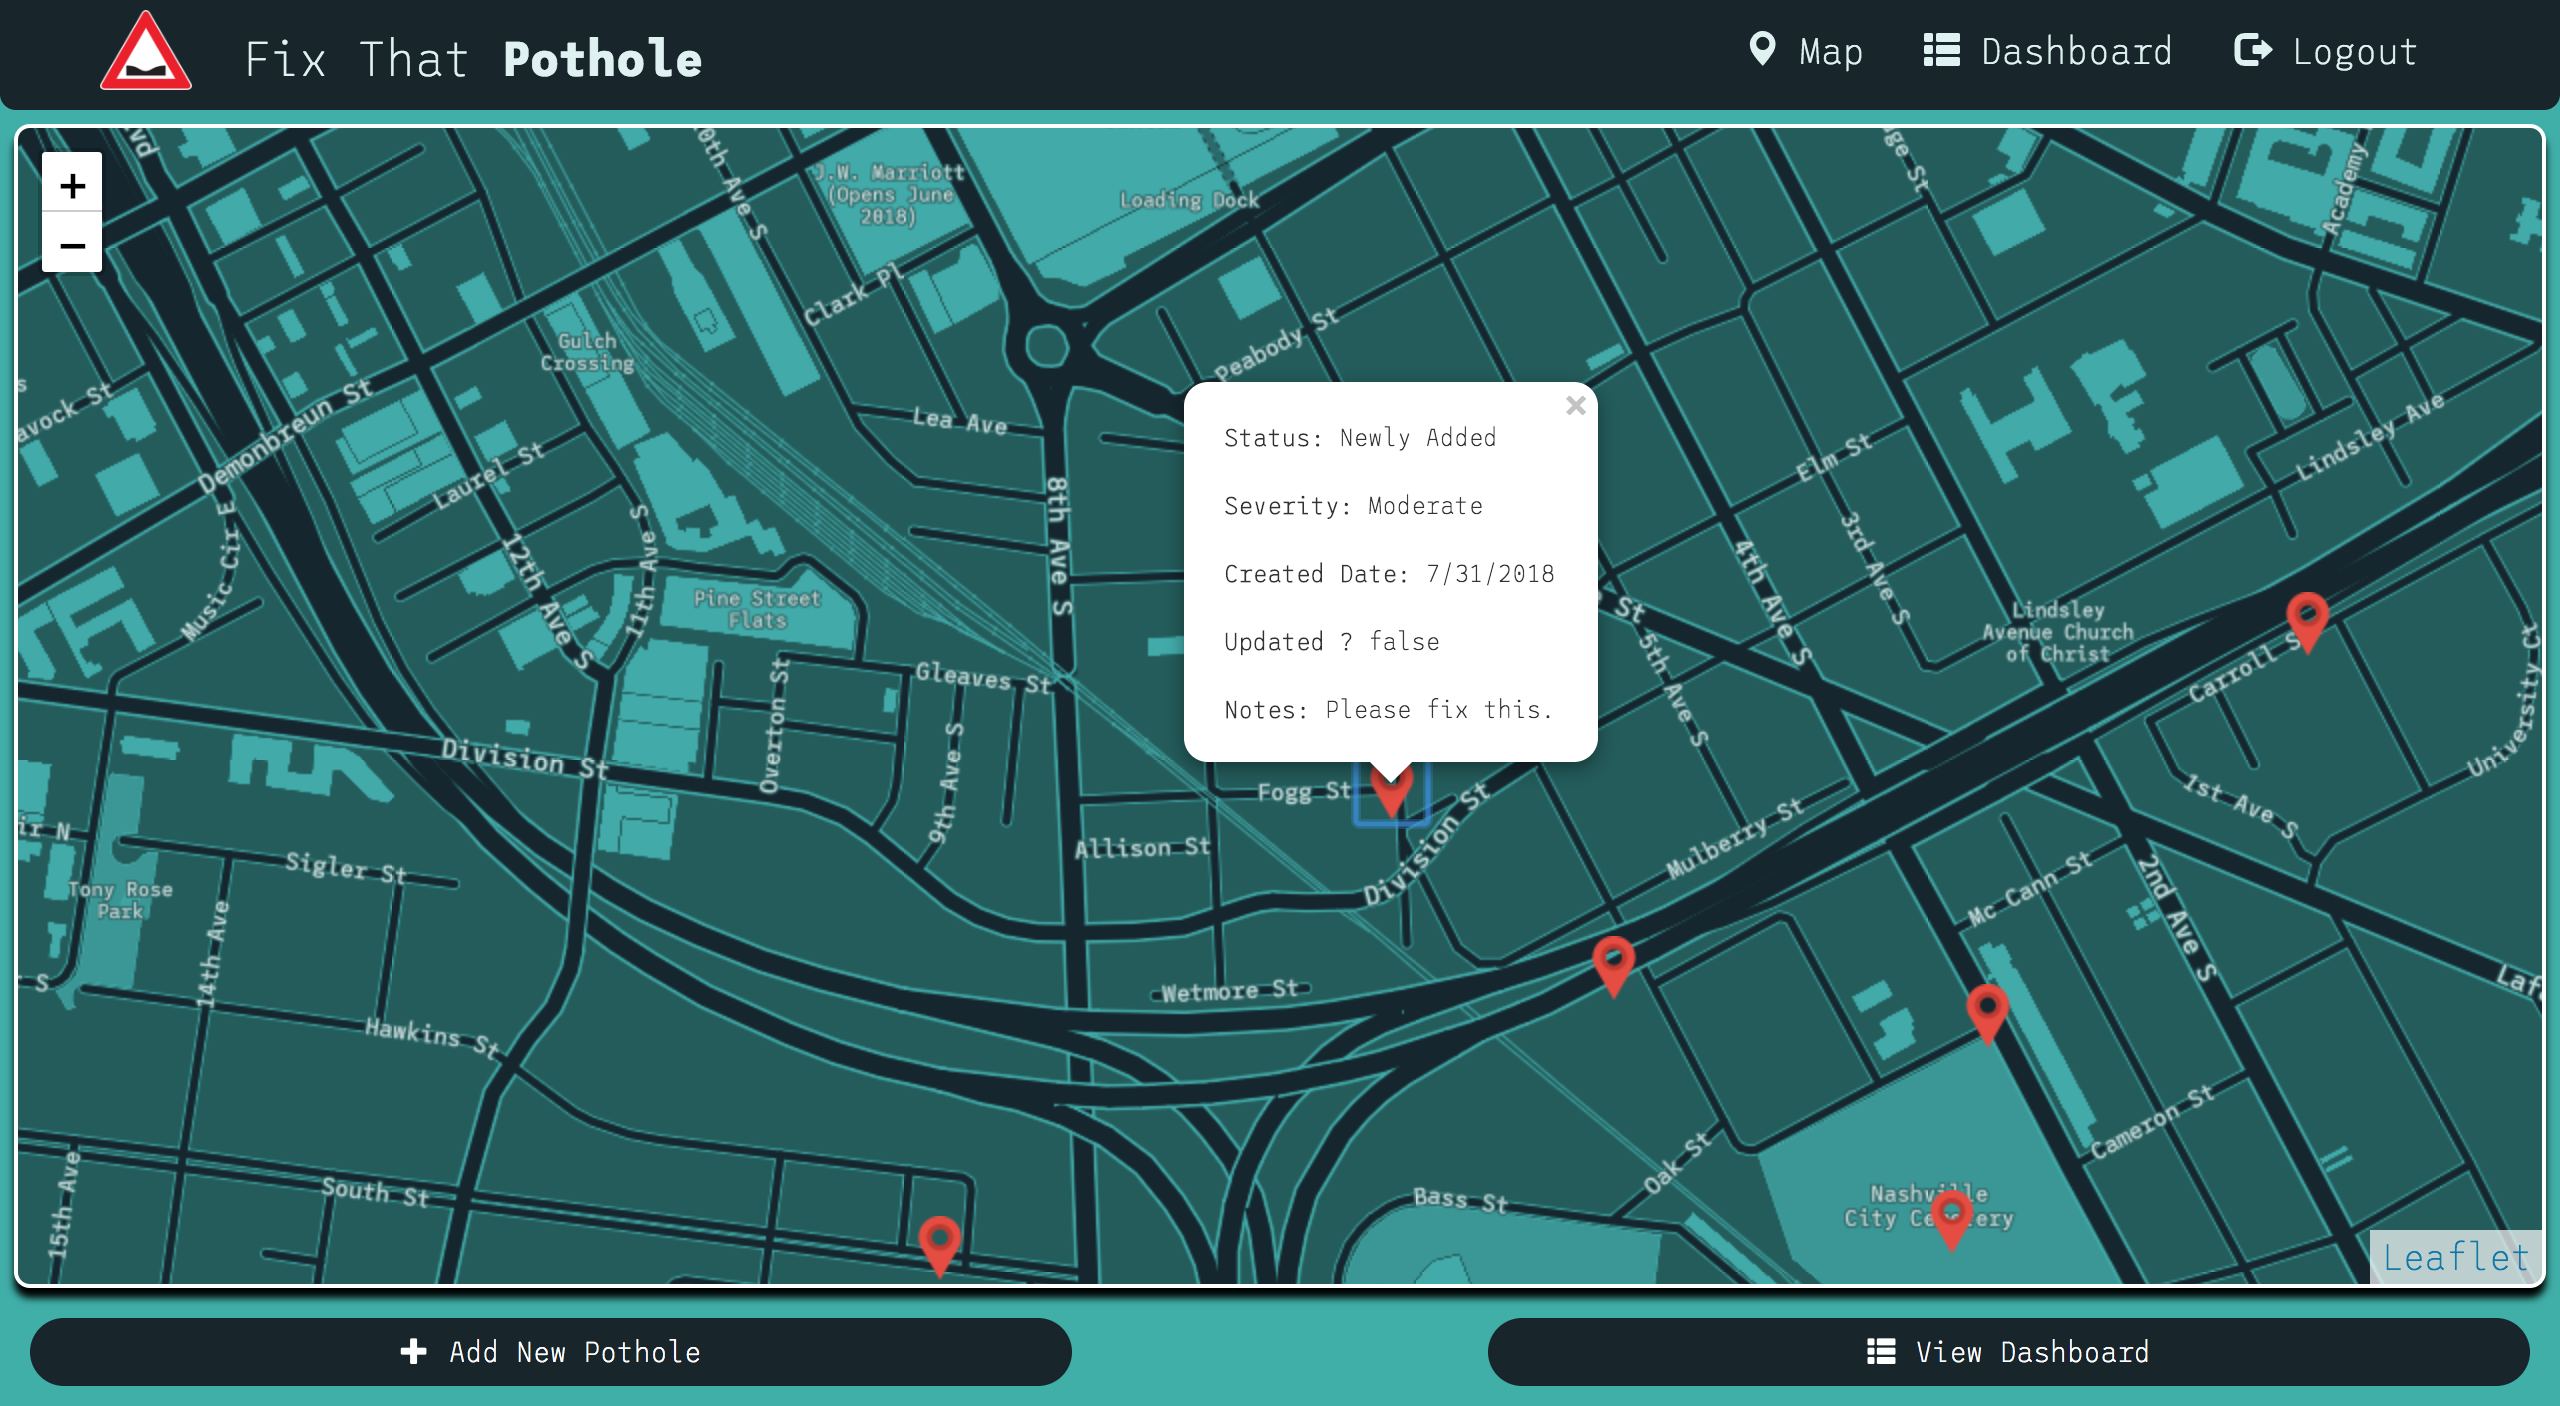 Fix That Pothole
Map
Dashboard
Logout
+
−
10th Ave S
J.W. Marriott
(Opens June
2018)
Loading Dock
Academy
Clark Pl
Peabody St
Gulch
Crossing
Demonbreun St
Lea Ave
Laurel St
8th Ave S
Elm St
Lindsley Ave
Music Cir E
12th Ave S
11th Ave S
Pine Street
Flats
4th Ave S
3rd Ave S
5th Ave S
Lindsley
Avenue Church
of Christ
×
Status: Newly Added
Severity: Moderate
Created Date: 7/31/2018
Updated ? false
Notes: Please fix this.
Gleaves St
Carroll S
Overton St
9th Ave S
Division St
Fogg St
Division St
Allison St
Mulberry St
1st Ave S
University Ct
ir N
Sigler St
Tony Rose
Park
14th Ave
Mc Cann St
2nd Ave S
S
Wetmore St
Hawkins St
Cameron St
Oak St
South St
15th Ave
Bass St
Nashville
City Ce ery
Leaflet
Add New Pothole
View Dashboard